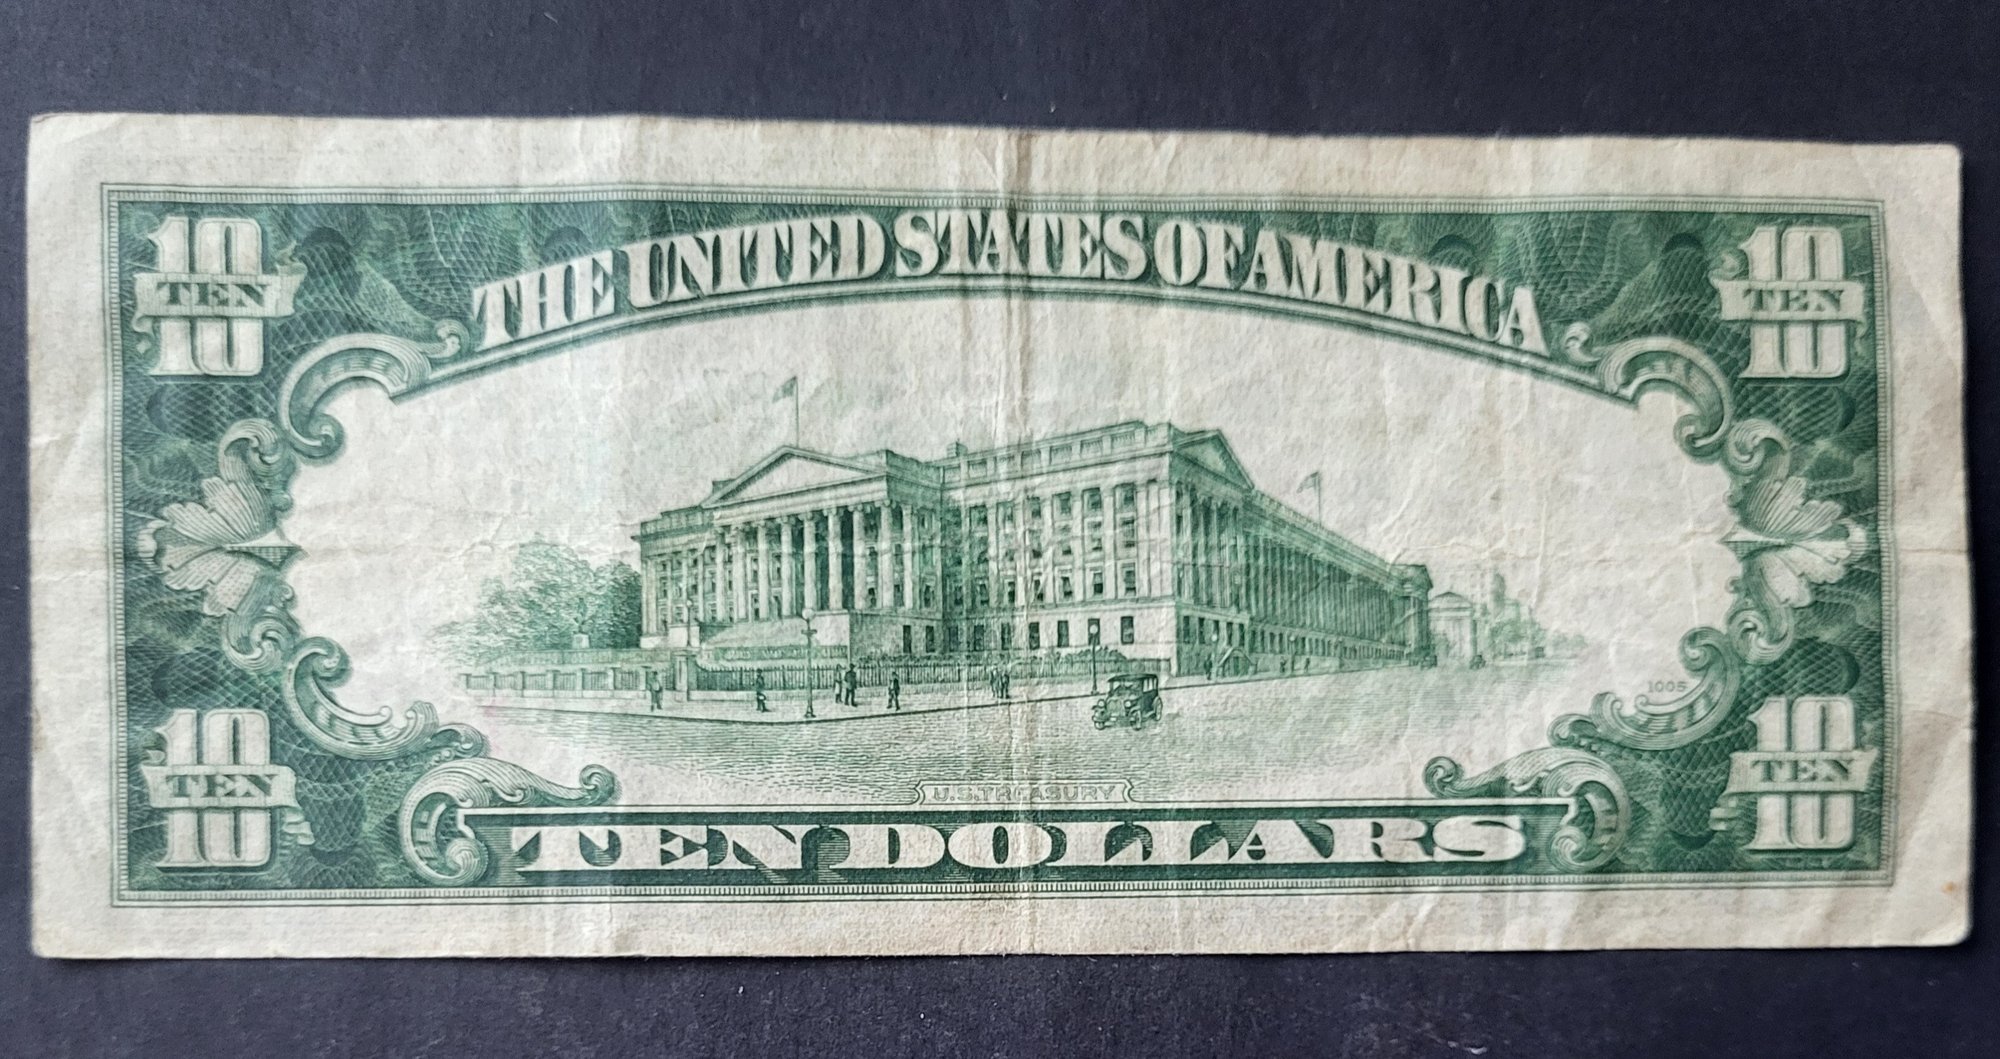 THE UNITED STATES OF AMERICA
10
TEN
10
10
TEN
10
1005
10
TEN
10
10
TEN
10
U.S. TREASURY
TEN DOLLARS